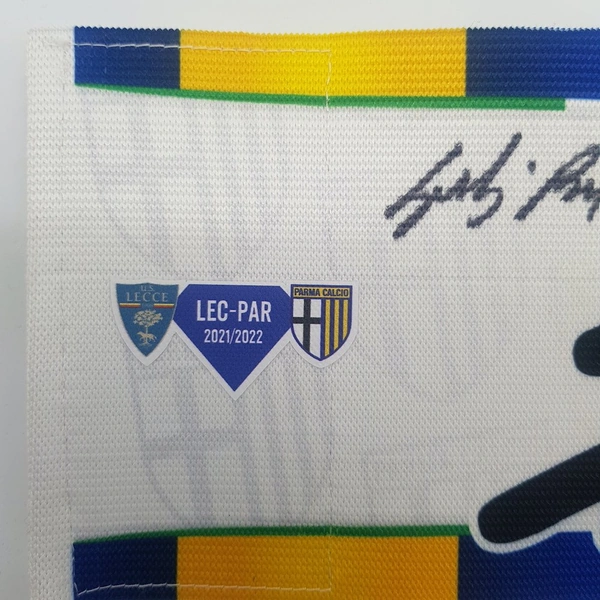 U.S.
LECCE
LEC-PAR
2021/2022
PARMA CALCIO